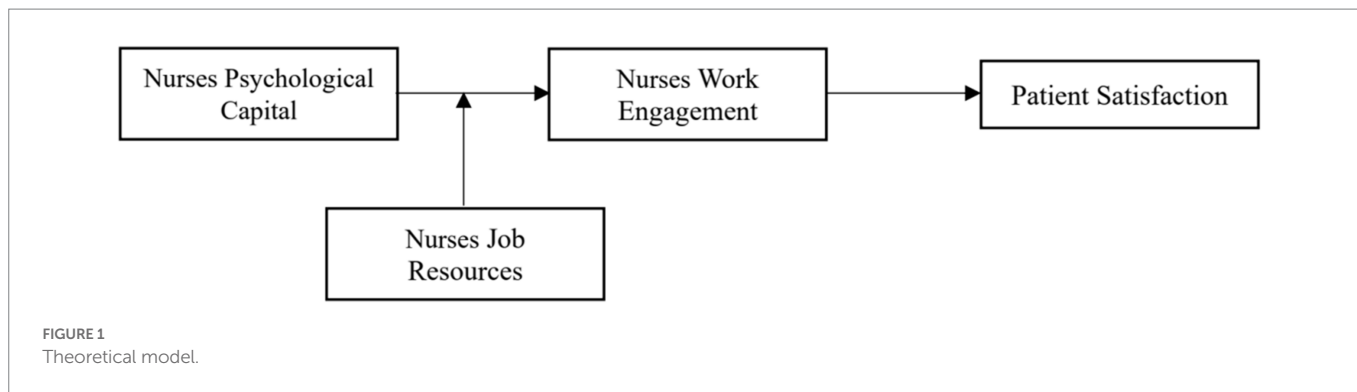 Nurses Psychological
Capital
Nurses Work
Engagement
Patient Satisfaction
Nurses Job
Resources
FIGURE 1
Theoretical model.